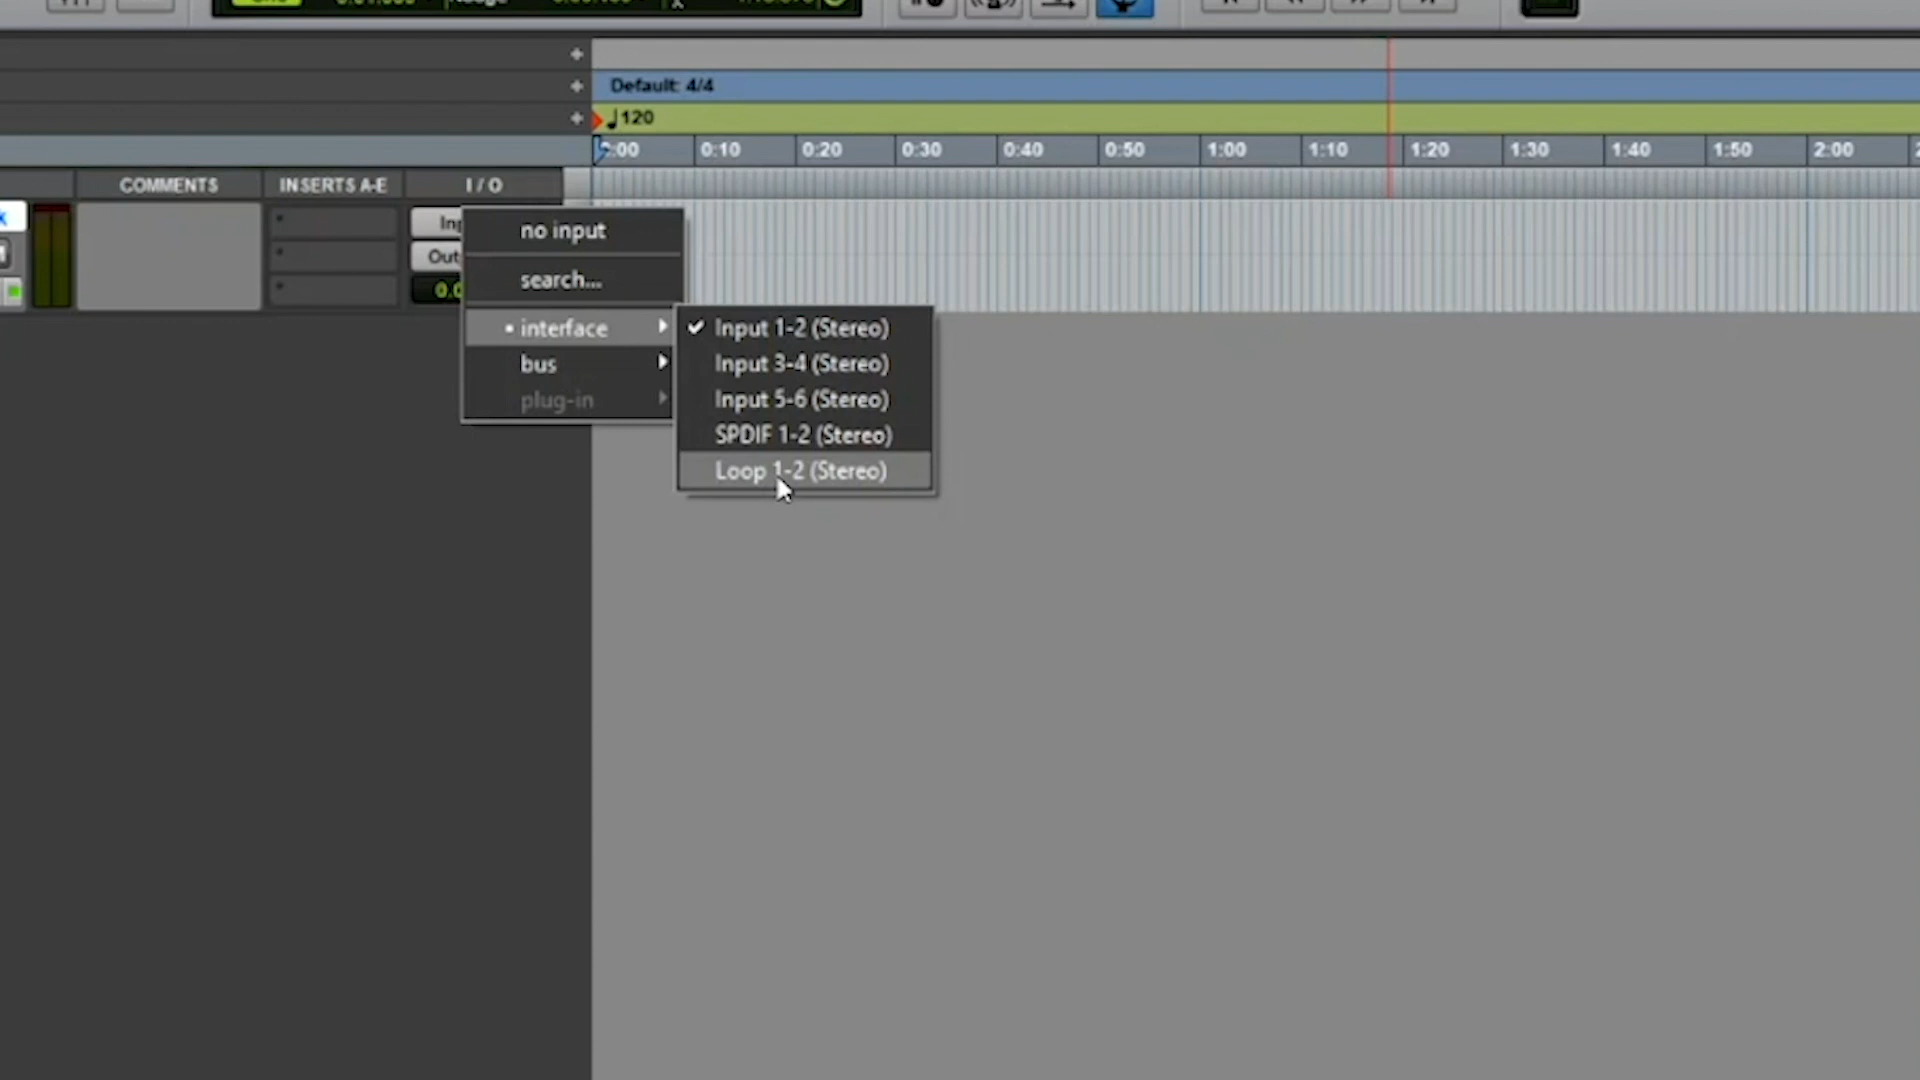 Default: 4/4
120
0:10 0:20 0:30 0:40 0:50 1:00 1:10 1:20 1:30 1:40 1:50 2:00
COMMENTS INSERTS A-E I / O
no input
search...
interface
bus
plug-in
Input 1-2 (Stereo)
Input 3-4 (Stereo)
Input 5-6 (Stereo)
SPDIF 1-2 (Stereo)
Loop 1-2 (Stereo)